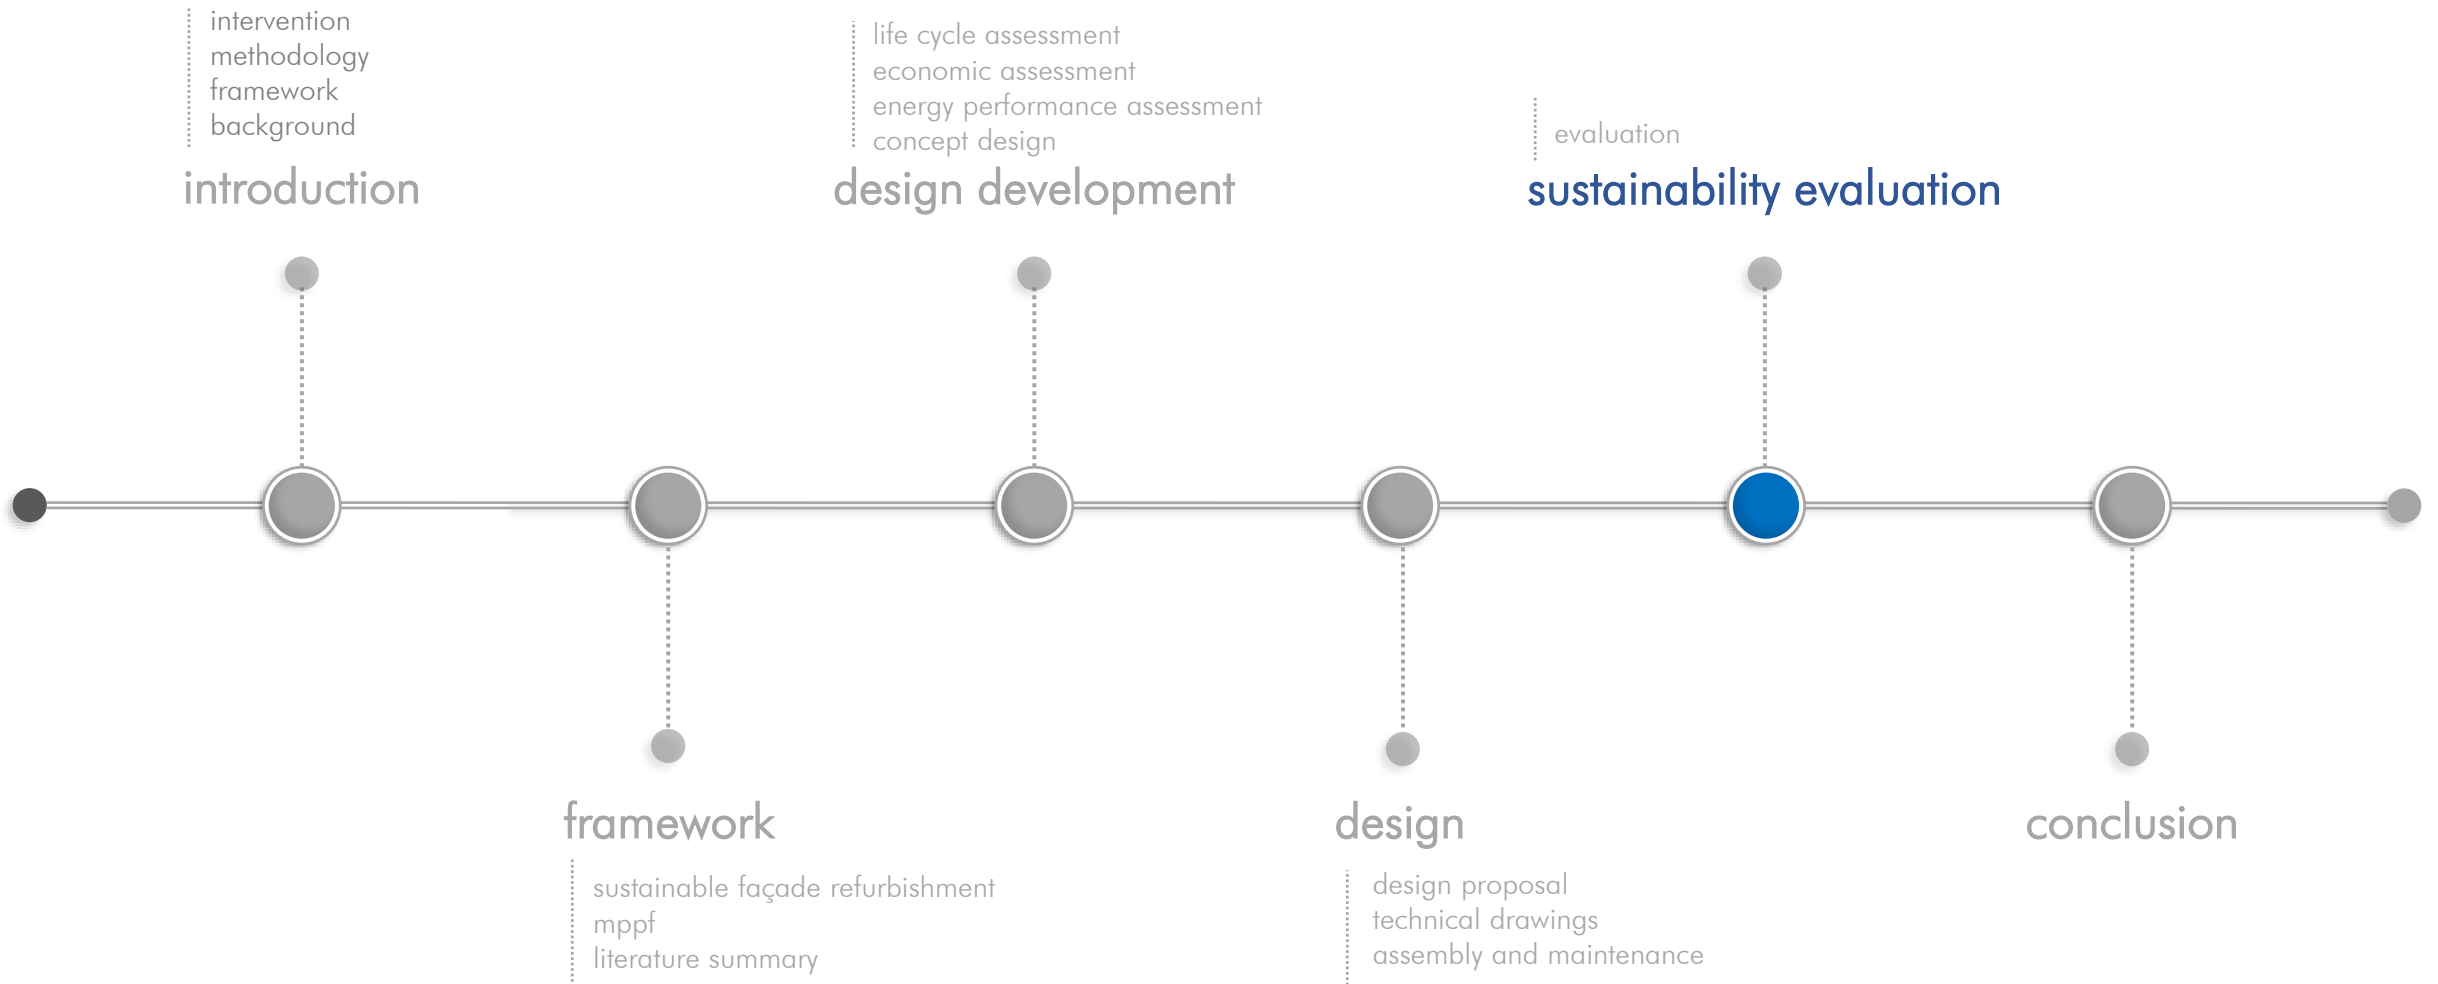 intervention
methodology
framework
background
introduction
life cycle assessment
economic assessment
energy performance assessment
concept design
design development
evaluation
sustainability evaluation
framework
sustainable façade refurbishment
mppf
literature summary
design
design proposal
technical drawings
assembly and maintenance
conclusion